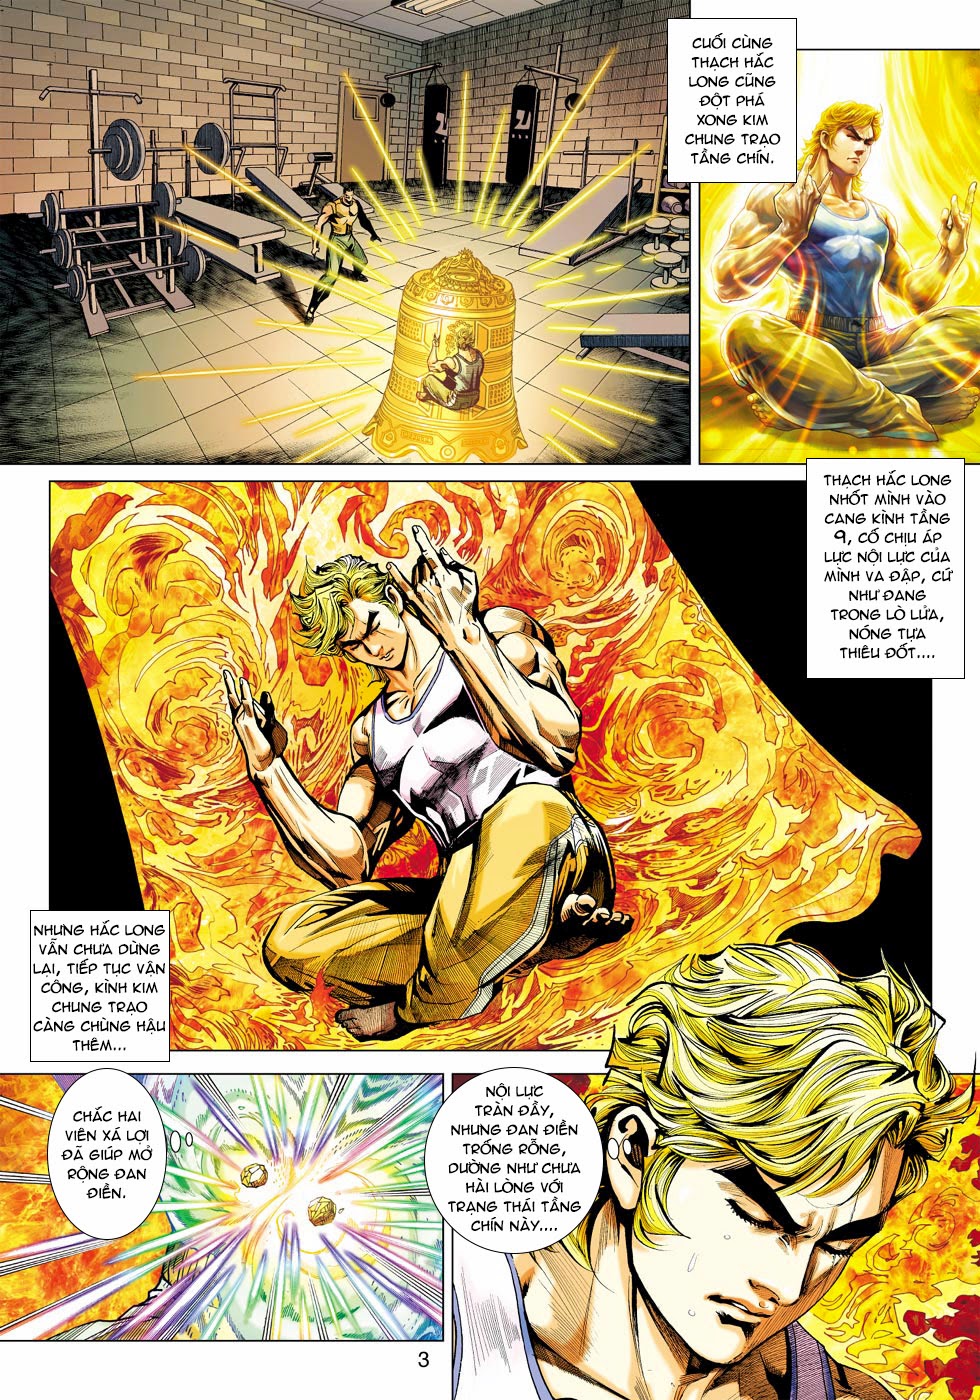 CUỐI CÙNG
THẠCH HẮC
LONG CŨNG
ĐỘT PHÁ
XONG KIM
CHUNG TRẠO
TẦNG CHÍN.
THẠCH HẮC LONG
NHỐT MÌNH VÀO
CANG KÌNH TẦNG
9, CỐ CHỊU ÁP
LỰC NỘI LỰC CỦA
MÌNH VA ĐẬP, CỨ
NHƯ ĐANG
TRONG LÒ LỬA,
NÓNG TỰA
THIÊU ĐỐT....
NHƯNG HẮC LONG
VẪN CHƯA DỪNG
LẠI, TIẾP TỤC VẬN
CÔNG, KÌNH KIM
CHUNG TRẠO
CÀNG CHÙNG HẬU
THÊM...
CHẮC HAI
VIÊN XÁ LỢI
ĐÃ GIÚP MỞ
RỘNG ĐAN
ĐIỀN.
NỘI LỰC
TRÀN ĐẦY,
NHƯNG ĐAN ĐIỀN
TRỐNG RỖNG,
DƯỜNG NHƯ CHƯA
HÀI LÒNG VỚI
TRẠNG THÁI TẦNG
CHÍN NÀY....
3